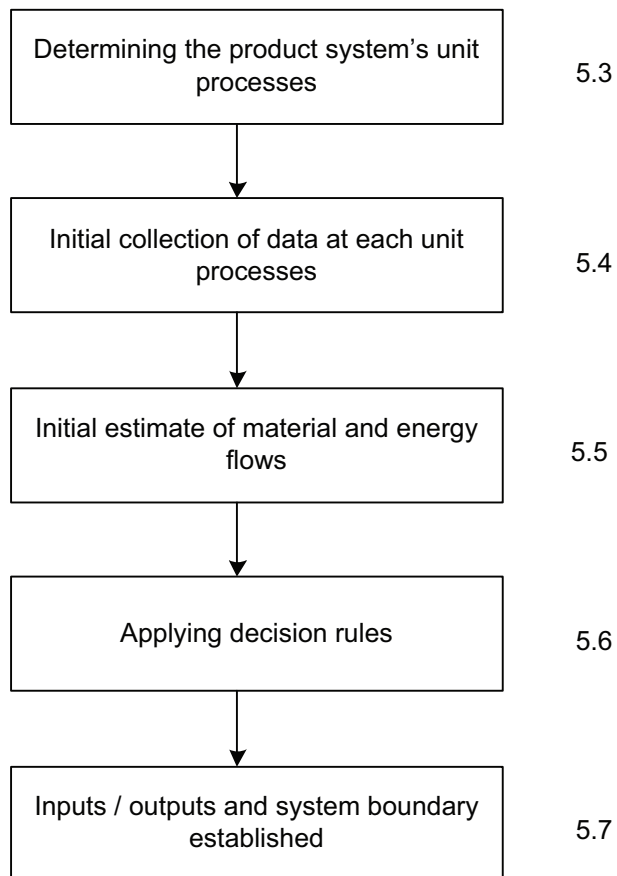 Determining the product system's unit
processes
5.3
Initial collection of data at each unit
processes
5.4
Initial estimate of material and energy
flows
5.5
Applying decision rules
5.6
Inputs / outputs and system boundary
established
5.7